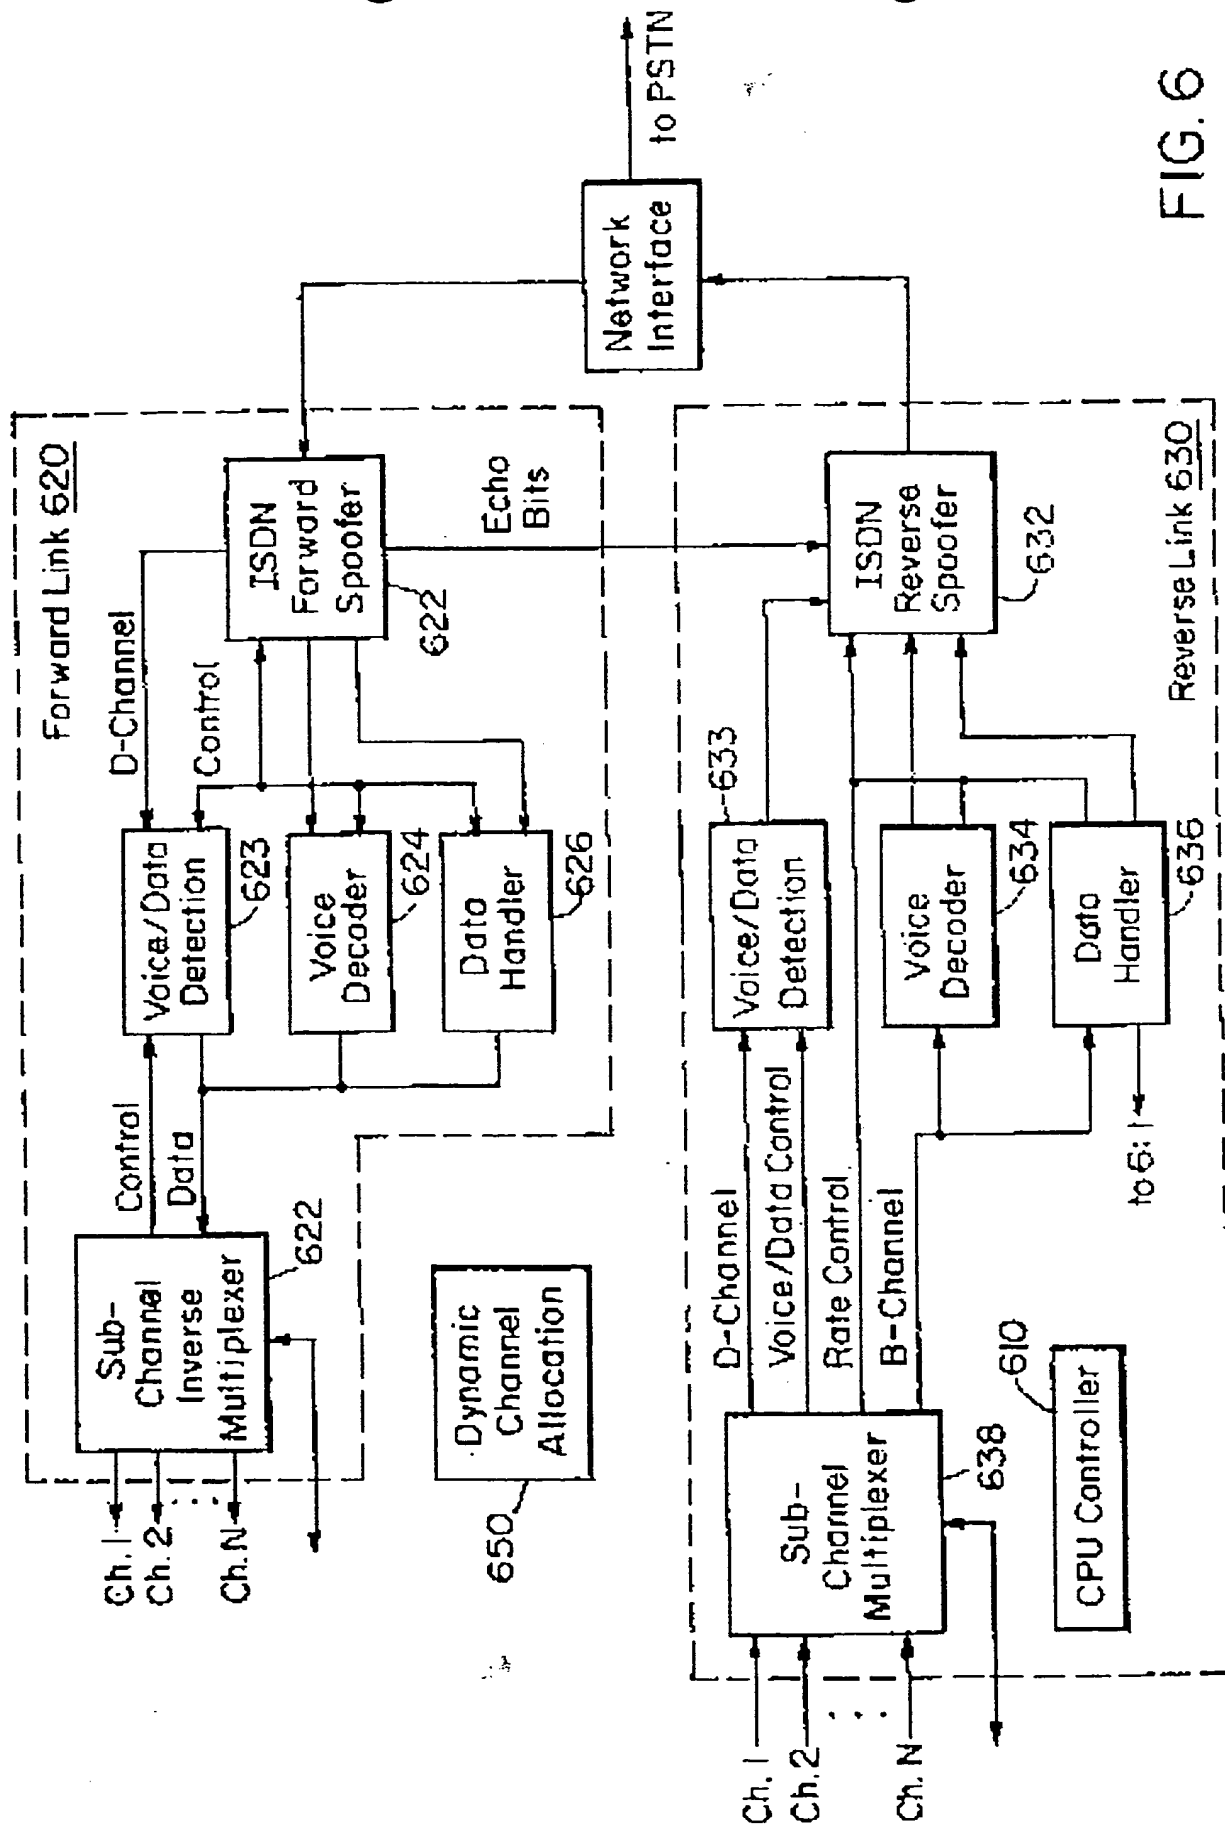 Forward Link 620
Ch. 1
Ch. 2
Ch. N
Sub-
Channel
Inverse
Multiplexer
622
Control
Data
Voice/Data
Detection
623
D-Channel
Control
Voice
Decoder
624
Data
Handler
626
ISDN
Forward
Spoofer
622
Echo
Bits
Network
Interface
to PSTN
Dynamic
Channel
Allocation
650
Reverse Link 630
Ch. 1
Ch. 2
Ch. N
Sub-
Channel
Multiplexer
638
D-Channel
Voice/Data Control
Rate Control
B-Channel
Voice/Data
Detection
633
Voice
Decoder
634
Data
Handler
636
to 6:1
ISDN
Reverse
Spoofer
632
CPU Controller
610
FIG. 6